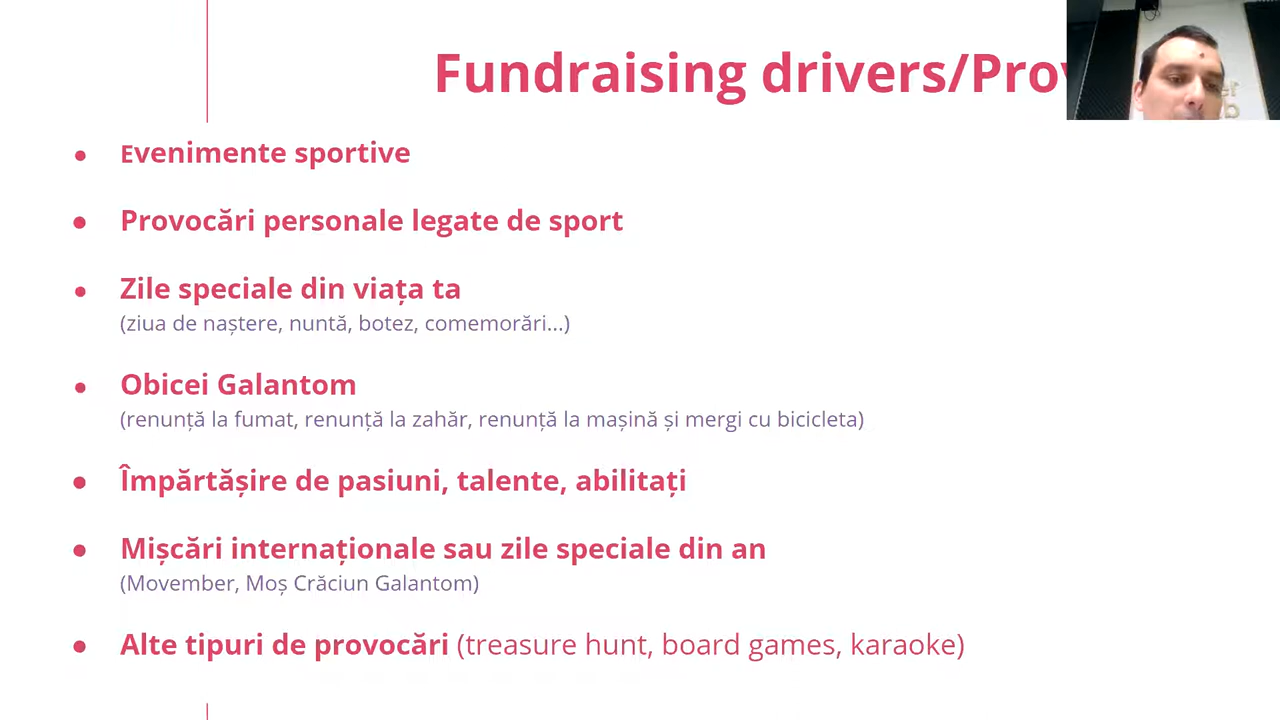 Fundraising drivers/Prov
Evenimente sportive
Provocări personale legate de sport
Zile speciale din viața ta
(ziua de naștere, nuntă, botez, comemorări...)
Obicei Galantom
(renunță la fumat, renunță la zahăr, renunță la mașină și mergi cu bicicleta)
Împărtășire de pasiuni, talente, abilitați
Mișcări internaționale sau zile speciale din an
(Movember, Moș Crăciun Galantom)
Alte tipuri de provocări (treasure hunt, board games, karaoke)